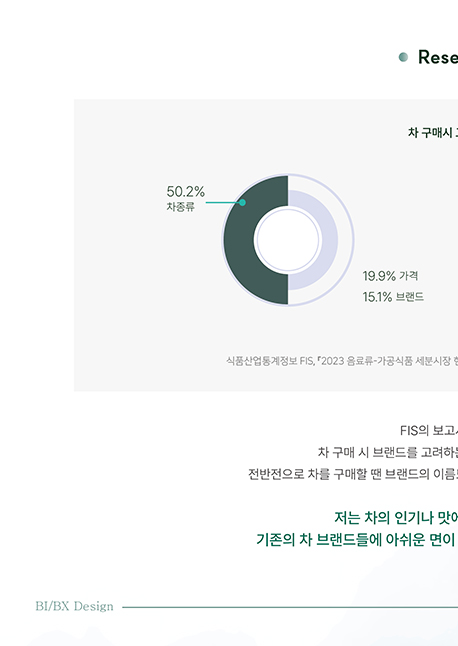 Rese
차 구매시
50.2%
차종류
19.9% 가격
15.1% 브랜드
식품산업통계정보 FIS, 『2023 음료류-가공식품 세분시장
FIS의 보고
차 구매 시 브랜드를 고려하는
전반전으로 차를 구매할 땐 브랜드의 이름
저는 차의 인기나 맛에
기존의 차 브랜드들에 아쉬운 면이
BI/BX Design